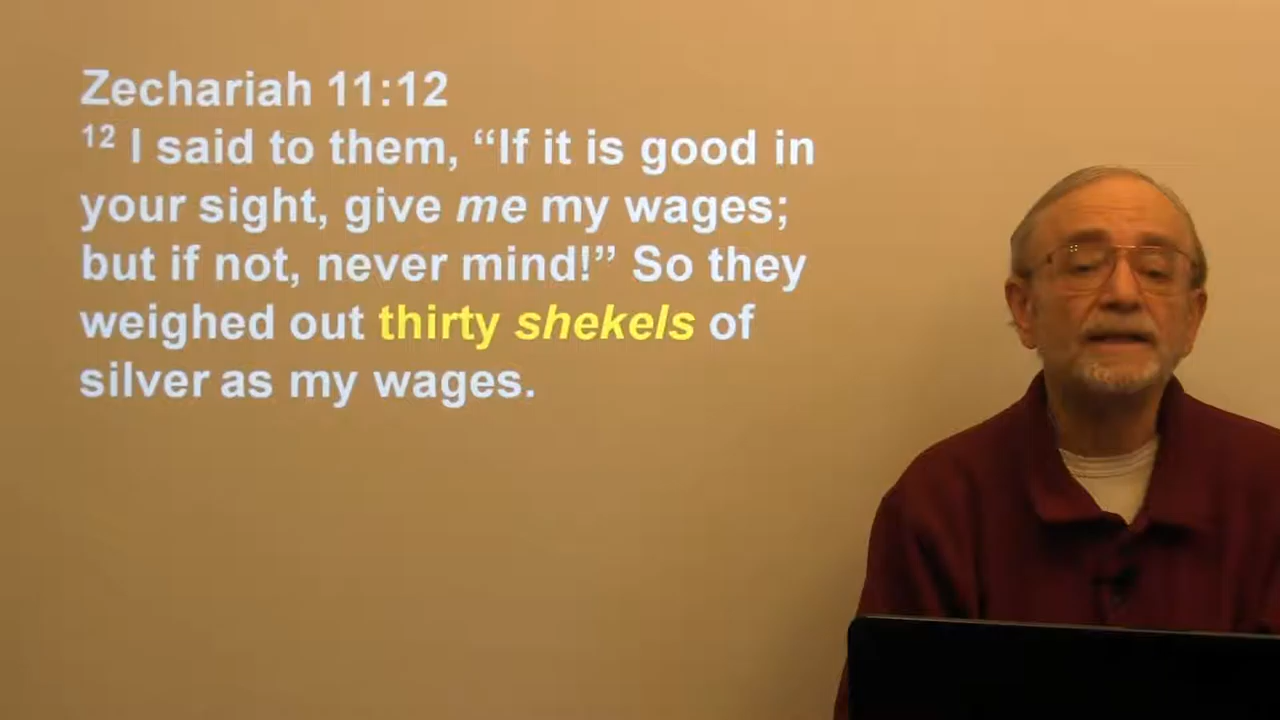 Zechariah 11:12
12 I said to them, “If it is good in
your sight, give me my wages;
but if not, never mind!” So they
weighed out thirty shekels of
silver as my wages.